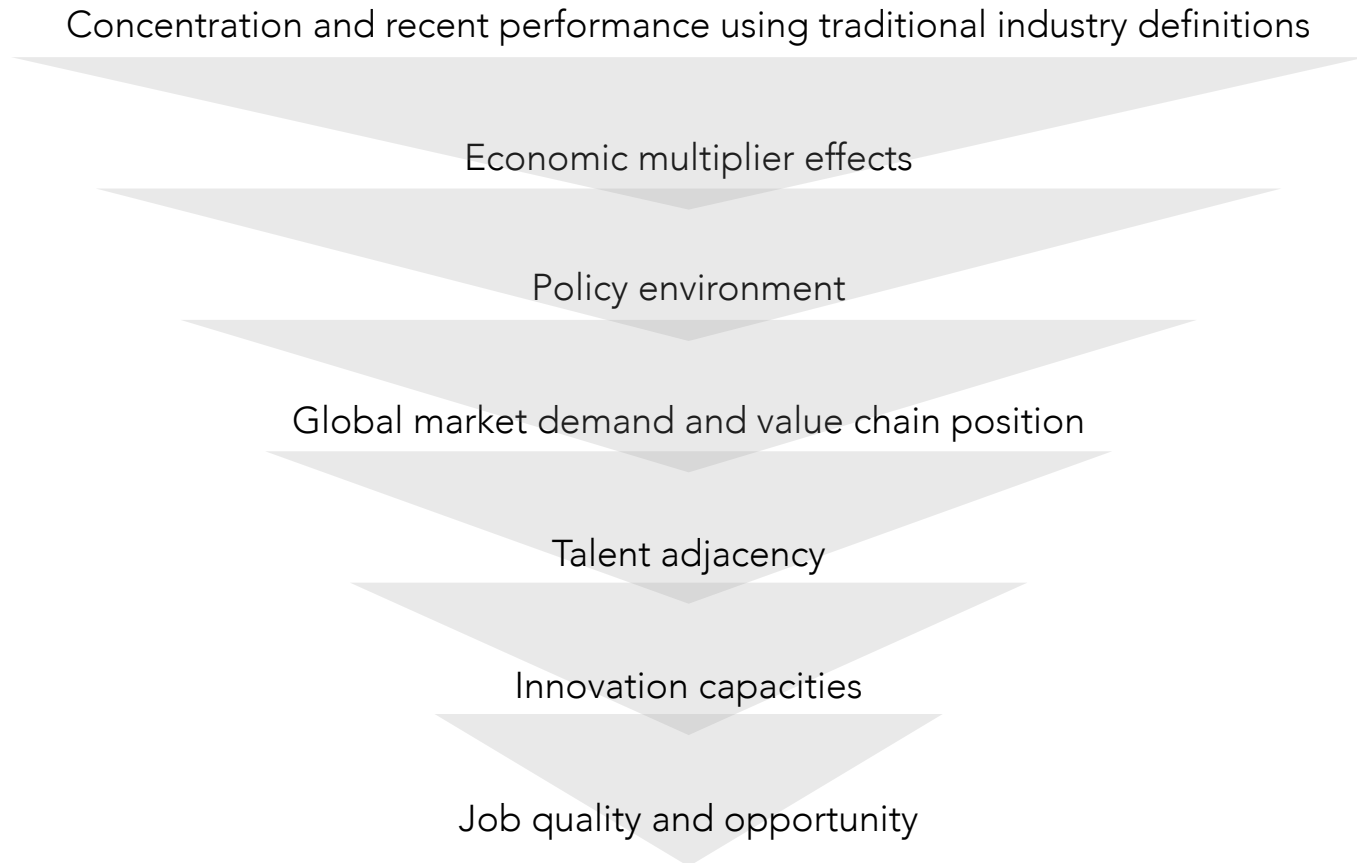 Concentration and recent performance using traditional industry definitions
Economic multiplier effects
Policy environment
Global market demand and value chain position
Talent adjacency
Innovation capacities
Job quality and opportunity